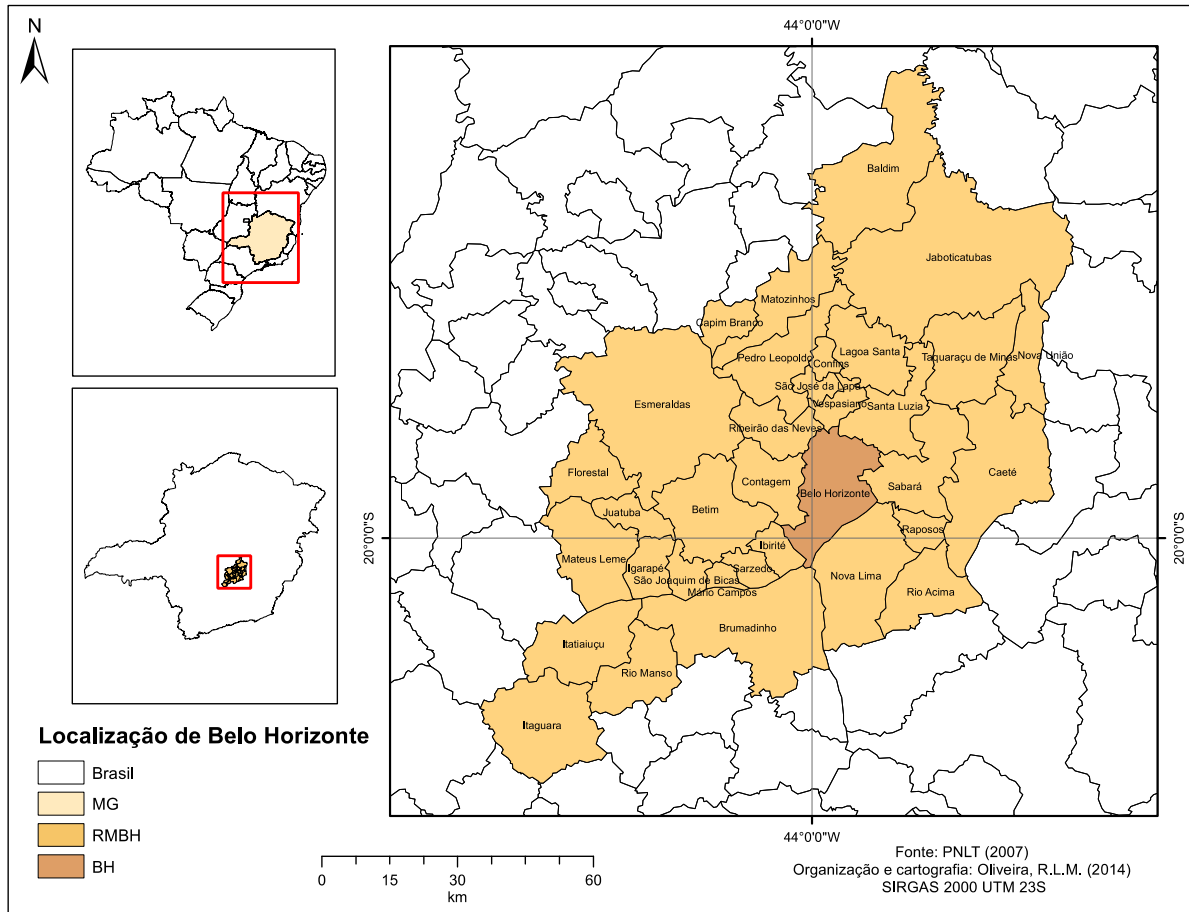 N
44°0'0"W
Baldim
Jaboticatubas
Matozinhos
Capim Branco
Pedro Leopoldo
Lagoa Santa
Confins
Taquaraçu de Minas
Nova União
São José da Lapa
Vespasiano
Santa Luzia
Esmeraldas
Ribeirão das Neves
Florestal
Contagem
Sabará
Caeté
Belo Horizonte
Juatuba
Betim
Raposos
20°0'0"S
20°0'0"S
Ibirité
Mateus Leme
Igarapé
Sarzedo
São Joaquim de Bicas
Mário Campos
Nova Lima
Rio Acima
Brumadinho
Itatiaiuçu
Rio Manso
Itaguara
44°0'0"W
Localização de Belo Horizonte
Brasil
MG
RMBH
BH
0 15 30 60
km
Fonte: PNLT (2007)
Organização e cartografia: Oliveira, R.L.M. (2014)
SIRGAS 2000 UTM 23S